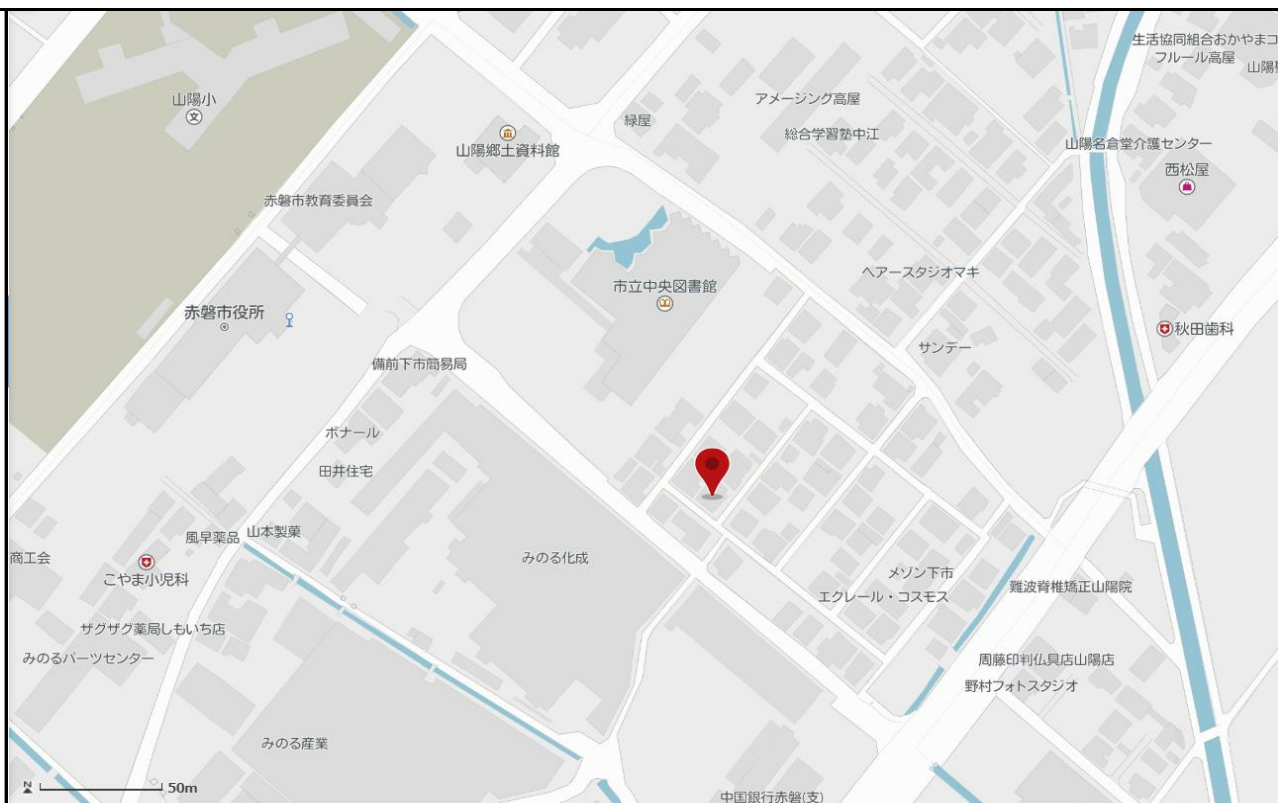 生活協同組合おかやまコ
フルール高屋
山陽
山陽小
文
アメージング高屋
緑屋
総合学習塾中江
山陽郷土資料館
山陽名倉堂介護センター
西松屋
赤磐市教育委員会
ヘアースタジオマキ
市立中央図書館
赤磐市役所
秋田歯科
サンデー
備前下市簡易局
ボナール
田井住宅
風早薬品
山本製菓
商工会
こやま小児科
みのる化成
メゾン下市
エクレール・コスモス
難波脊椎矯正山陽院
ザグザグ薬局しもいち店
みのるパーツセンター
周藤印判仏具店山陽店
野村フォトスタジオ
みのる産業
N
50m
中国銀行赤磐(支)